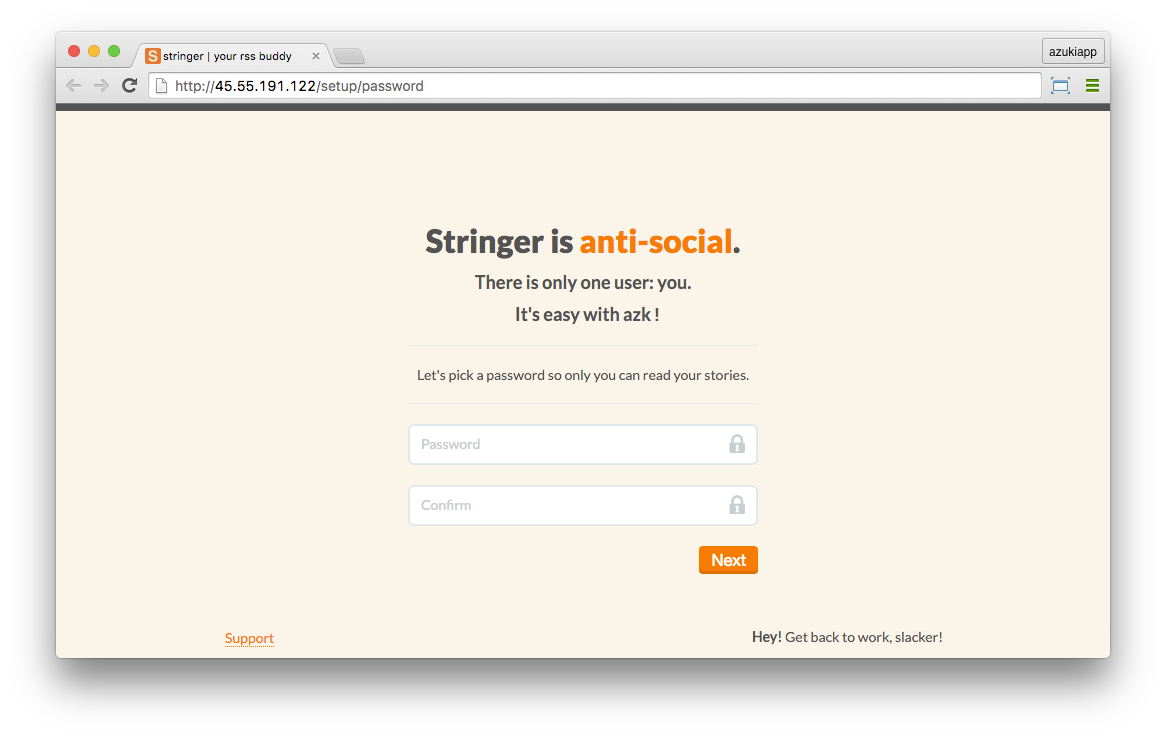 S stringer | your rss buddy
azukiapp
http://45.55.191.122/setup/password
Stringer is anti-social.
There is only one user: you.
It's easy with azk !
Let's pick a password so only you can read your stories.
Password
Confirm
Next
Support
Hey! Get back to work, slacker!